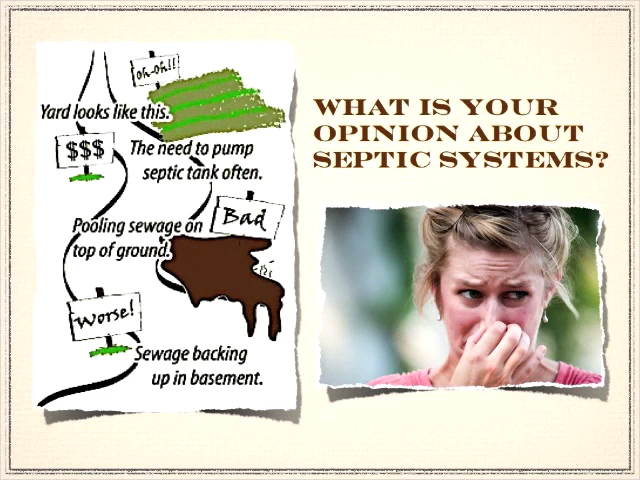 oh-oh!!
Yard looks like this.
$$$
The need to pump
septic tank often.
Bad
Pooling sewage on
top of ground.
Worse!
Sewage backing
up in basement.
WHAT IS YOUR
OPINION ABOUT
SEPTIC SYSTEMS?